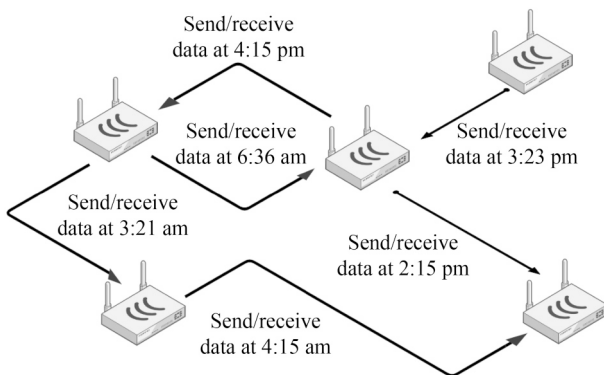 Send/receive
data at 4:15 pm
Send/receive
data at 6:36 am
Send/receive
data at 3:23 pm
Send/receive
data at 3:21 am
Send/receive
data at 2:15 pm
Send/receive
data at 4:15 am